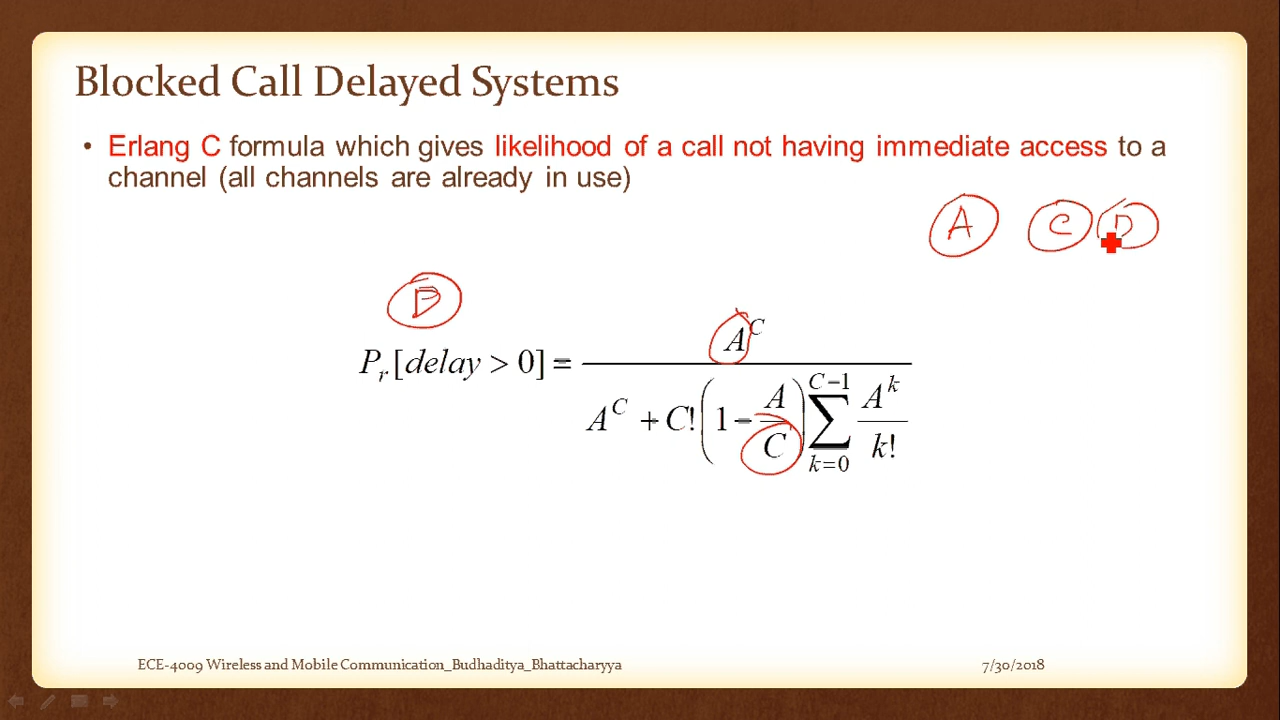 Blocked Call Delayed Systems
• Erlang C formula which gives likelihood of a call not having immediate access to a
channel (all channels are already in use)
A C D
P_r[delay > 0] = A^C / (A^C + C! (1 − A/C) ∑_{k=0}^{C−1} A^k / k!)
ECE-4009 Wireless and Mobile Communication_Budhaditya_Bhattacharyya 7/30/2018